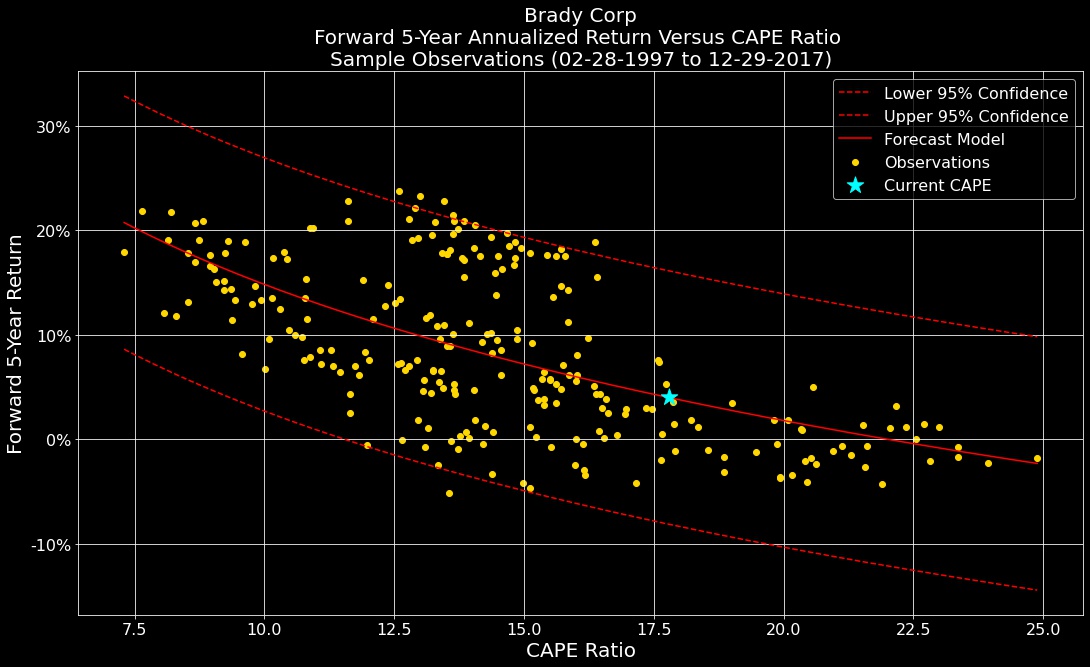 Brady Corp
Forward 5-Year Annualized Return Versus CAPE Ratio
Sample Observations (02-28-1997 to 12-29-2017)
Lower 95% Confidence
Upper 95% Confidence
Forecast Model
Observations
Current CAPE
Forward 5-Year Return
30%
20%
10%
0%
-10%
7.5
10.0
12.5
15.0
17.5
20.0
22.5
25.0
CAPE Ratio